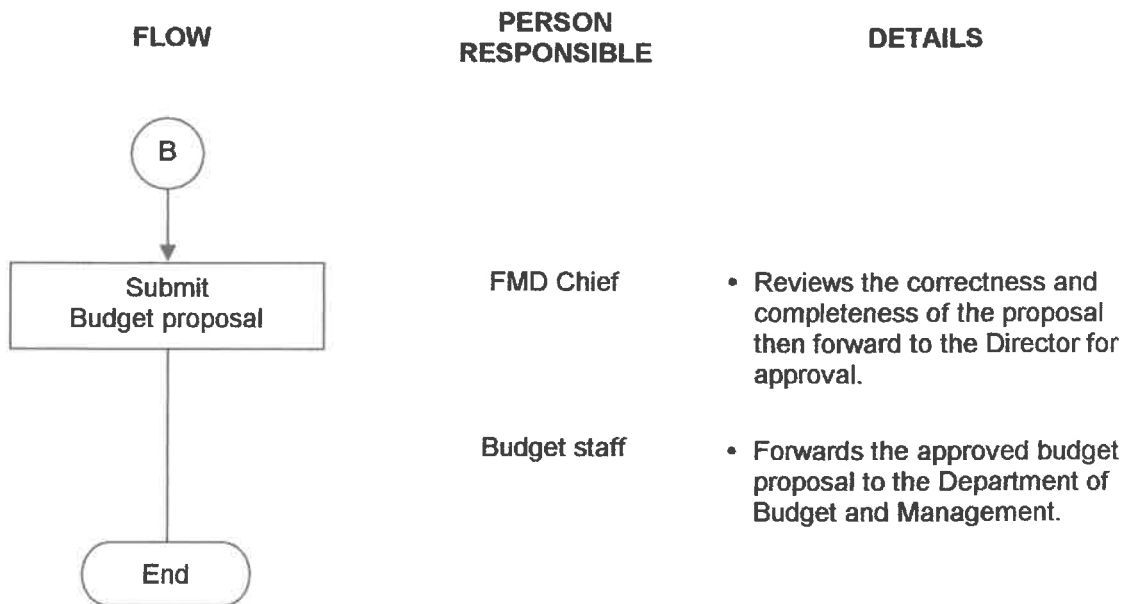 FLOW
PERSON
RESPONSIBLE
DETAILS
B
Submit
Budget proposal
FMD Chief
• Reviews the correctness and
completeness of the proposal
then forward to the Director for
approval.
Budget staff
• Forwards the approved budget
proposal to the Department of
Budget and Management.
End